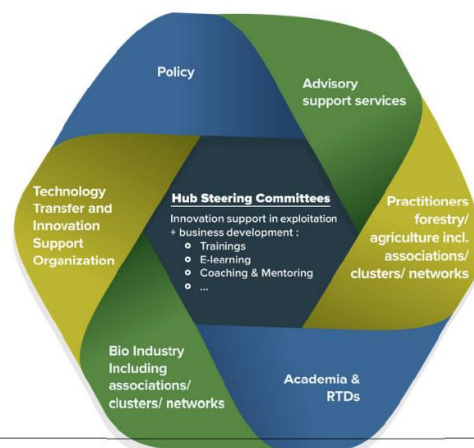 Policy
Advisory
support services
Technology
Transfer and
Innovation
Support
Organization
Hub Steering Committees
Innovation support in exploitation
+ business development :
Trainings
E-learning
Coaching & Mentoring
...
Practitioners
forestry/
agriculture incl.
associations/
clusters/ networks
Bio Industry
Including
associations/
clusters/ networks
Academia &
RTDs